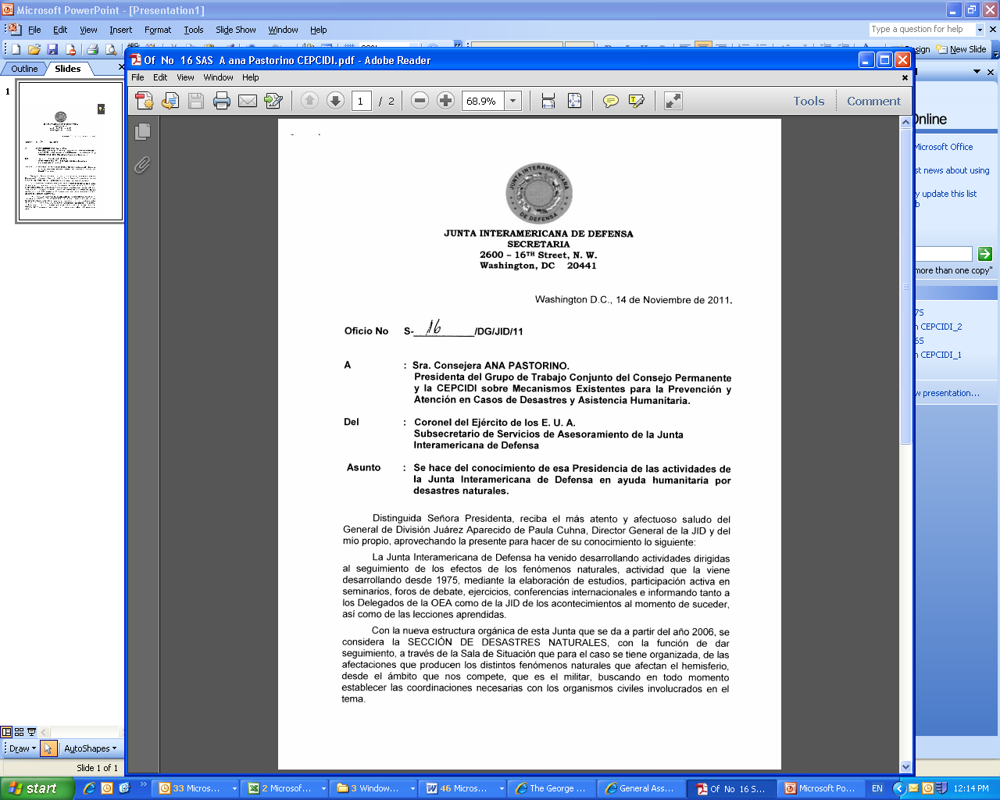 Microsoft PowerPoint - [Presentation1]
File Edit View Insert Format Tools Slide Show Window Help
Type a question for help
Design New Slide
Outline Slides
1
Of No 16 SAS A ana Pastorino CEPCIDI.pdf - Adobe Reader
File Edit View Window Help
1 / 2 68.9% Tools Comment
JUNTA INTERAMERICANA
DE DEFENSA
JUNTA INTERAMERICANA DE DEFENSA
SECRETARIA
2600 – 16TH Street, N. W.
Washington, DC 20441
Washington D.C., 14 de Noviembre de 2011.
Oficio No S-___16___/DG/JID/11
A : Sra. Consejera ANA PASTORINO.
Presidenta del Grupo de Trabajo Conjunto del Consejo Permanente
y la CEPCIDI sobre Mecanismos Existentes para la Prevención y
Atención en Casos de Desastres y Asistencia Humanitaria.
Del : Coronel del Ejército de los E. U. A.
Subsecretario de Servicios de Asesoramiento de la Junta
Interamericana de Defensa
Asunto : Se hace del conocimiento de esa Presidencia de las actividades de
la Junta Interamericana de Defensa en ayuda humanitaria por
desastres naturales.
Distinguida Señora Presidenta, reciba el más atento y afectuoso saludo del
General de División Juárez Aparecido de Paula Cuhna, Director General de la JID y del
mío propio, aprovechando la presente para hacer de su conocimiento lo siguiente:
La Junta Interamericana de Defensa ha venido desarrollando actividades dirigidas
al seguimiento de los efectos de los fenómenos naturales, actividad que la viene
desarrollando desde 1975, mediante la elaboración de estudios, participación activa en
seminarios, foros de debate, ejercicios, conferencias internacionales e informando tanto a
los Delegados de la OEA como de la JID de los acontecimientos al momento de suceder,
así como de las lecciones aprendidas.
Con la nueva estructura orgánica de esta Junta que se da a partir del año 2006, se
considera la SECCIÓN DE DESASTRES NATURALES, con la función de dar
seguimiento, a través de la Sala de Situación que para el caso se tiene organizada, de las
afectaciones que producen los distintos fenómenos naturales que afectan el hemisferio,
desde el ámbito que nos compete, que es el militar, buscando en todo momento
establecer las coordinaciones necesarias con los organismos civiles involucrados en el
tema.
Online
Microsoft Office
st news about using
y update this list
more than one copy"
CEPCIDI_2
CEPCIDI_1
w presentation...
Draw AutoShapes
Slide 1 of 1
start 33 Micros... 2 Microsof... 3 Window... 46 Micros... The George ... General Ass... Of No 16 S... Microsoft Po... EN 12:14 PM